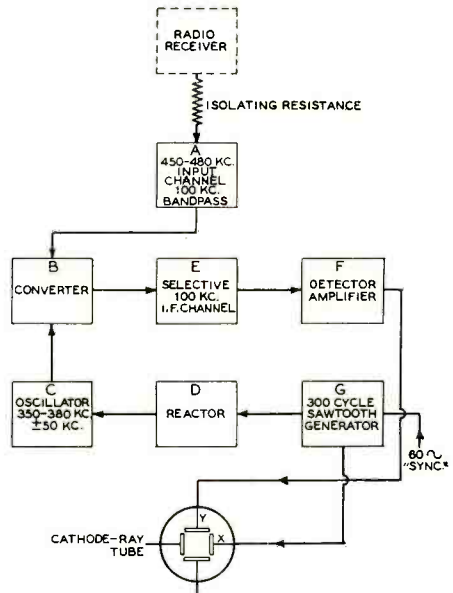 RADIO
RECEIVER
ISOLATING RESISTANCE
A
450-480 KC.
INPUT
CHANNEL
100 KC.
BANDPASS
B
CONVERTER
E
SELECTIVE
100 KC.
I.F. CHANNEL
F
DETECTOR
AMPLIFIER
C
OSCILLATOR
350-380 KC.
±50 KC.
D
REACTOR
G
300 CYCLE
SAWTOOTH
GENERATOR
60 ~
"SYNC."
Y
X
CATHODE-RAY
TUBE